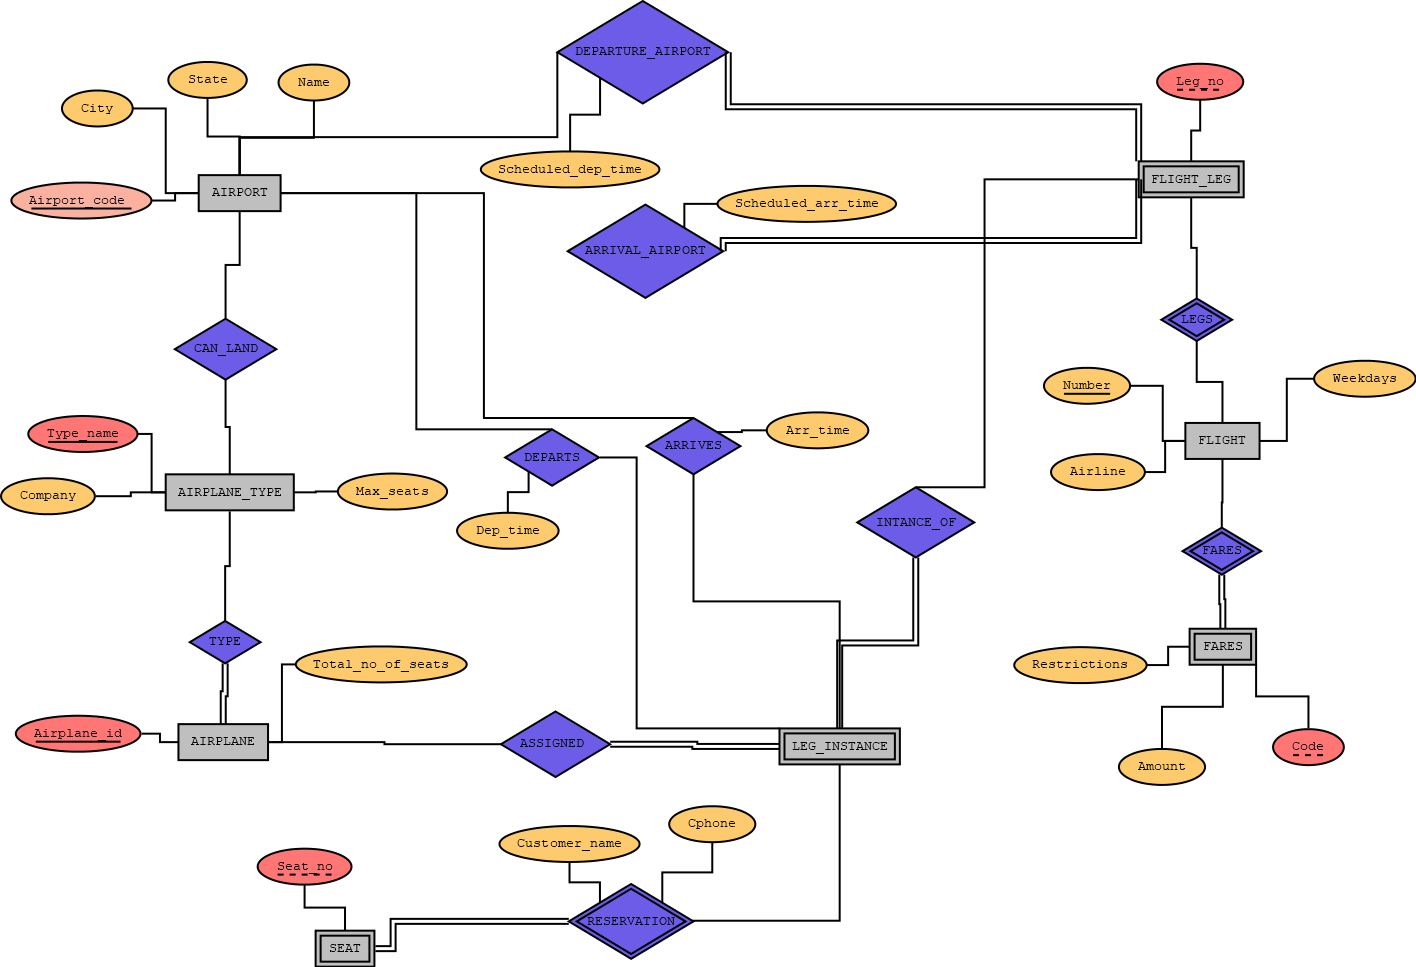 DEPARTURE_AIRPORT
State
Name
Leg_no
City
Scheduled_dep_time
FLIGHT_LEG
AIRPORT
Airport_code
Scheduled_arr_time
ARRIVAL_AIRPORT
LEGS
CAN_LAND
Weekdays
Number
Type_name
Arr_time
FLIGHT
ARRIVES
DEPARTS
Airline
AIRPLANE_TYPE
Max_seats
Company
INTANCE_OF
Dep_time
FARES
TYPE
FARES
Total_no_of_seats
Restrictions
Airplane_id
AIRPLANE
ASSIGNED
LEG_INSTANCE
Code
Amount
Cphone
Customer_name
Seat_no
RESERVATION
SEAT